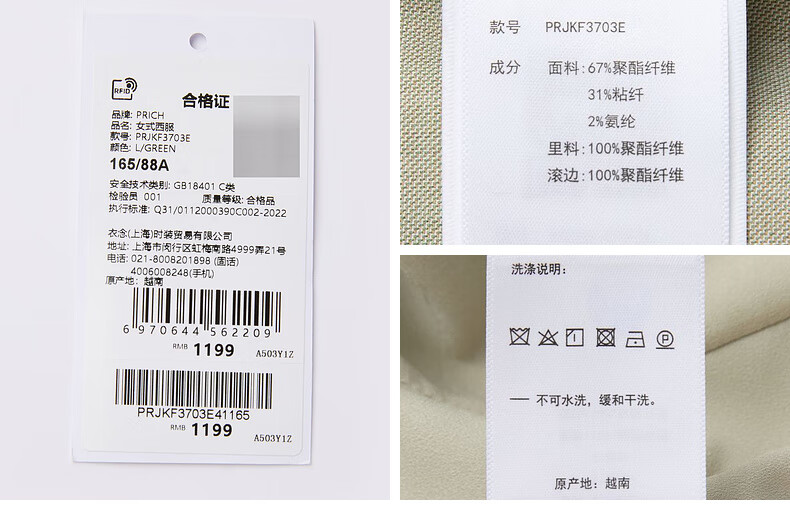 RFID
合格证
品牌: PRICH
品名: 女式西服
款号: PRJKF3703E
颜色: L/GREEN
165/88A
安全技术类别: GB18401 C类
检验员 001 质量等级: 合格品
执行标准: Q31/0112000390C002-2022
衣念(上海)时装贸易有限公司
地址: 上海市闵行区虹梅南路4999弄21号
电话: 021-8008201898 (固话)
4006008248(手机)
原产地: 越南
6 970644 562209
RMB 1199 A503Y1Z
PRJKF3703E41165
RMB 1199 A503Y1Z
款号 PRJKF3703E
成分 面料:67%聚酯纤维
31%粘纤
2%氨纶
里料:100%聚酯纤维
滚边:100%聚酯纤维
洗涤说明:
P
— 不可水洗，缓和干洗。
原产地: 越南